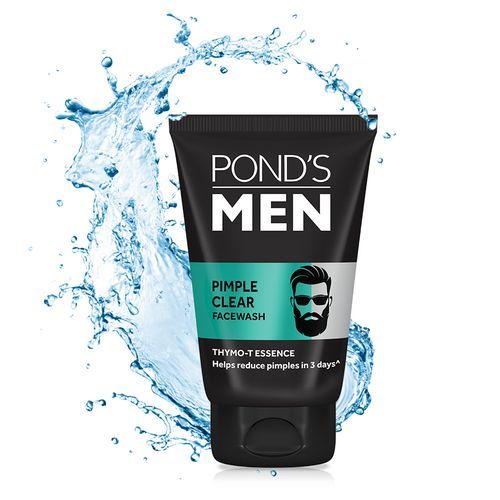 POND'S
MEN
PIMPLE
CLEAR
FACEWASH
THYMO-T ESSENCE
Helps reduce pimples in 3 days^